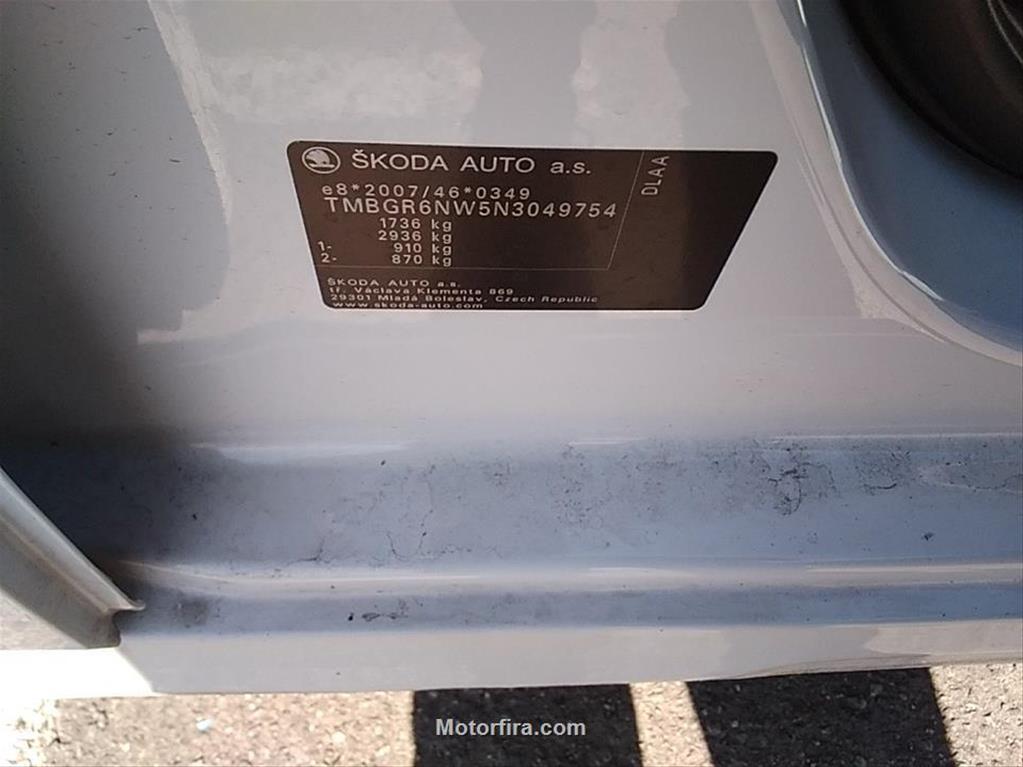 ŠKODA AUTO a.s.
DLAA
e8*2007/46*0349
TMBGR6NW5N3049754
1736 kg
2936 kg
1- 910 kg
2- 870 kg
ŠKODA AUTO a.s.
tř. Václava Klementa 869
29301 Mladá Boleslav, Czech Republic
www.skoda-auto.com
Motorfira.com